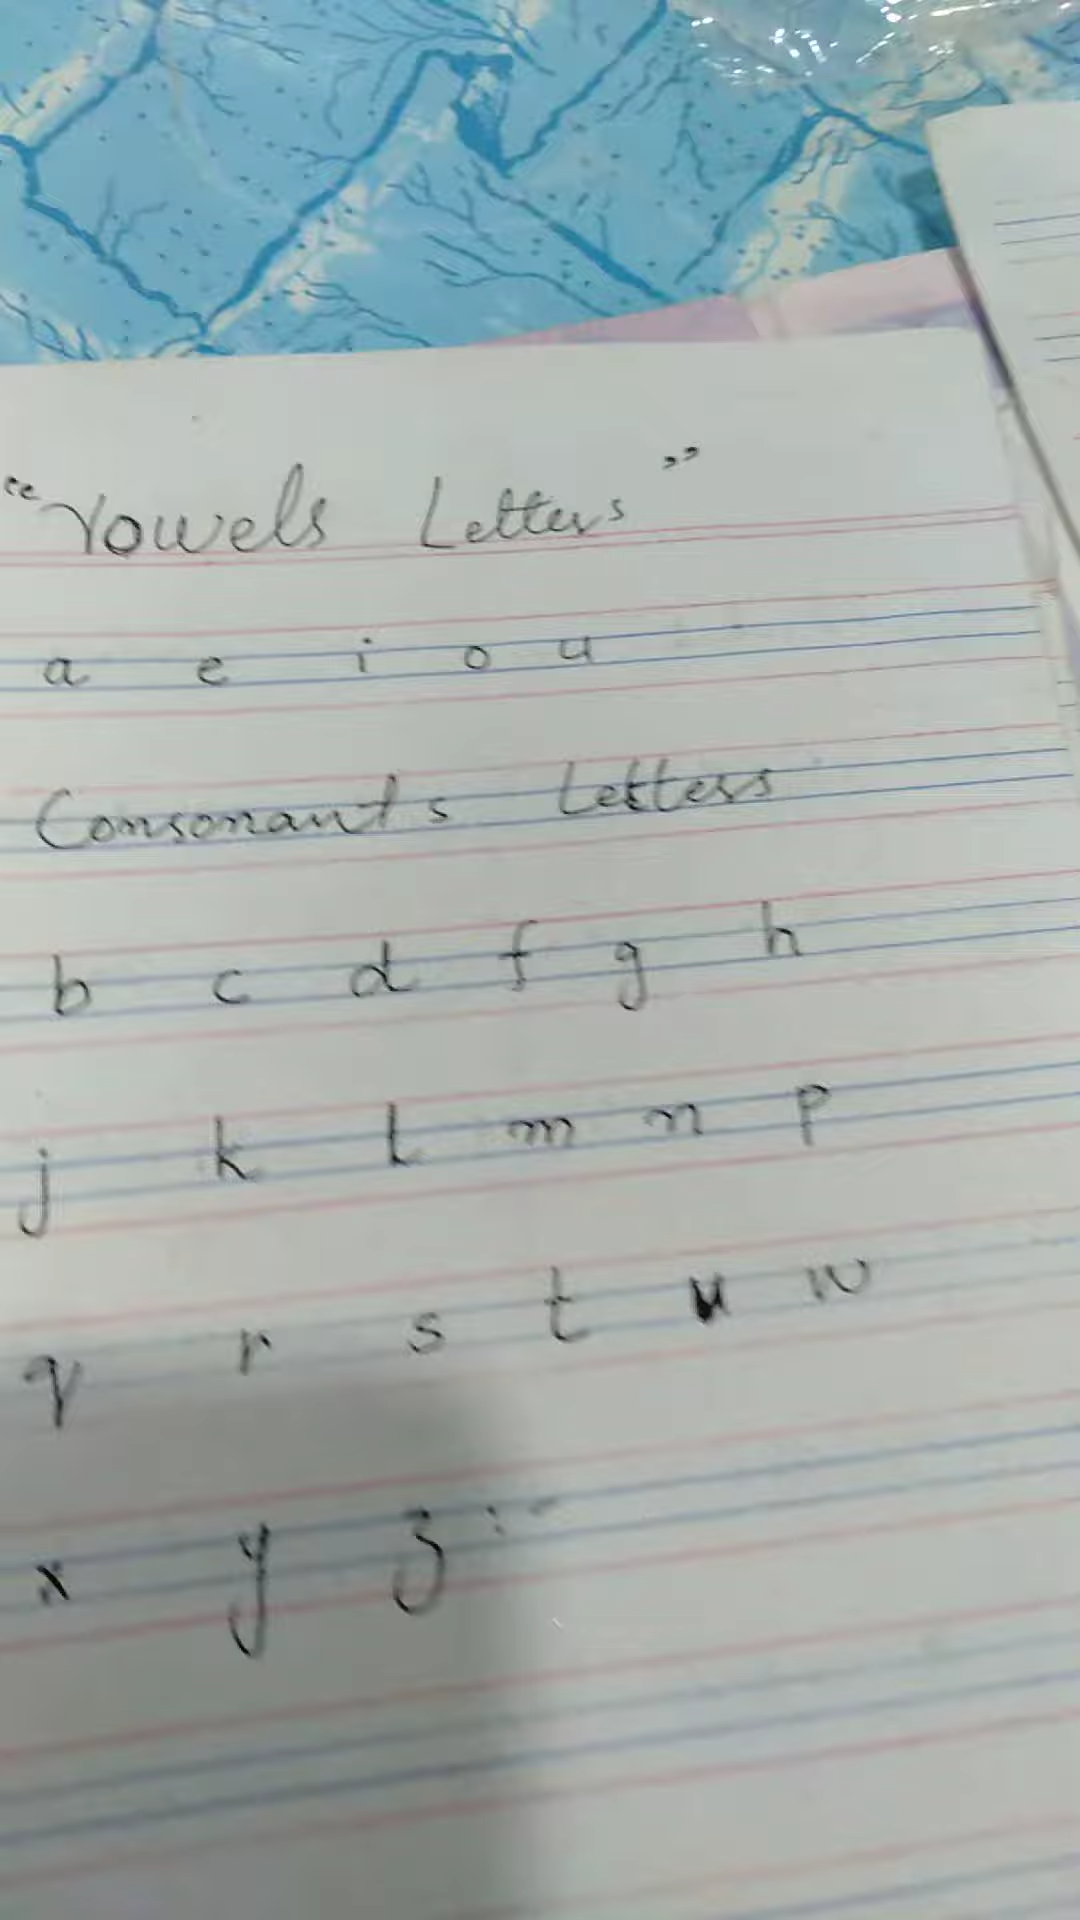 "Vowels Letters"
a e i o u
Consonants Letters
b c d f g h
j k l m n p
q r s t w
x y z :-